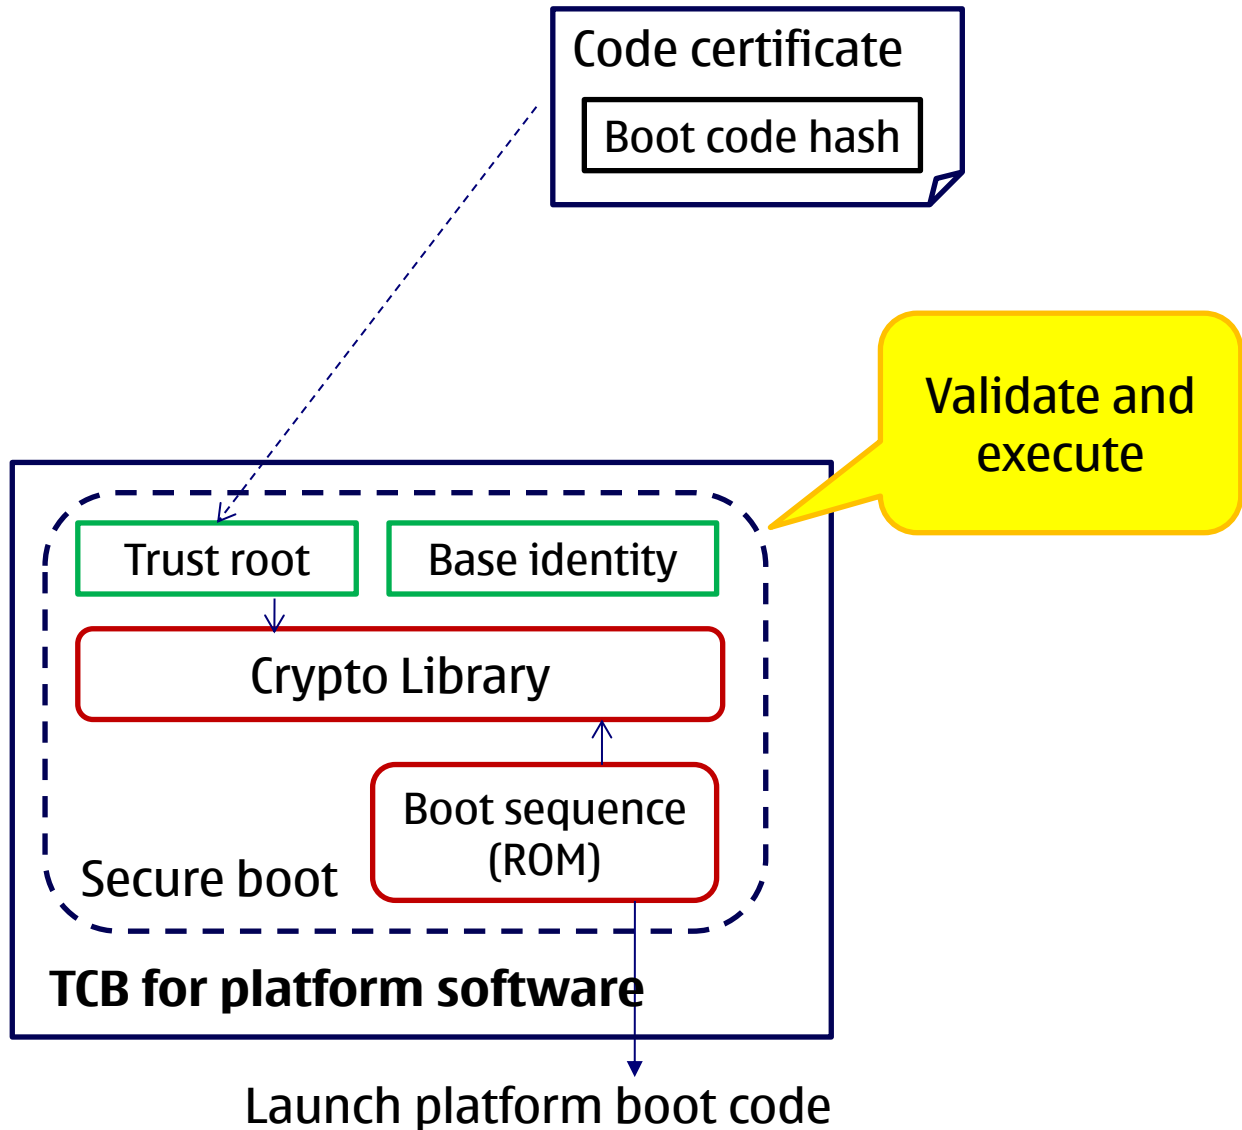 Code certificate
Boot code hash
Validate and
execute
Trust root
Base identity
Crypto Library
Boot sequence
(ROM)
Secure boot
TCB for platform software
Launch platform boot code